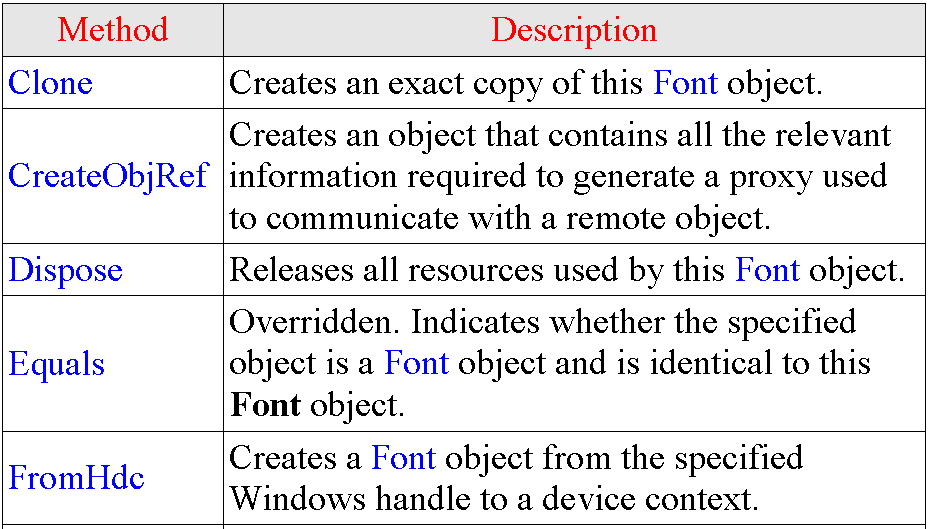 Method Description
Clone Creates an exact copy of this Font object.
Creates an object that contains all the relevant
CreateObjRef information required to generate a proxy used
to communicate with a remote object.
Dispose Releases all resources used by this Font object.
Overridden. Indicates whether the specified
Equals object is a Font object and is identical to this
Font object.
FromHdc Creates a Font object from the specified
Windows handle to a device context.